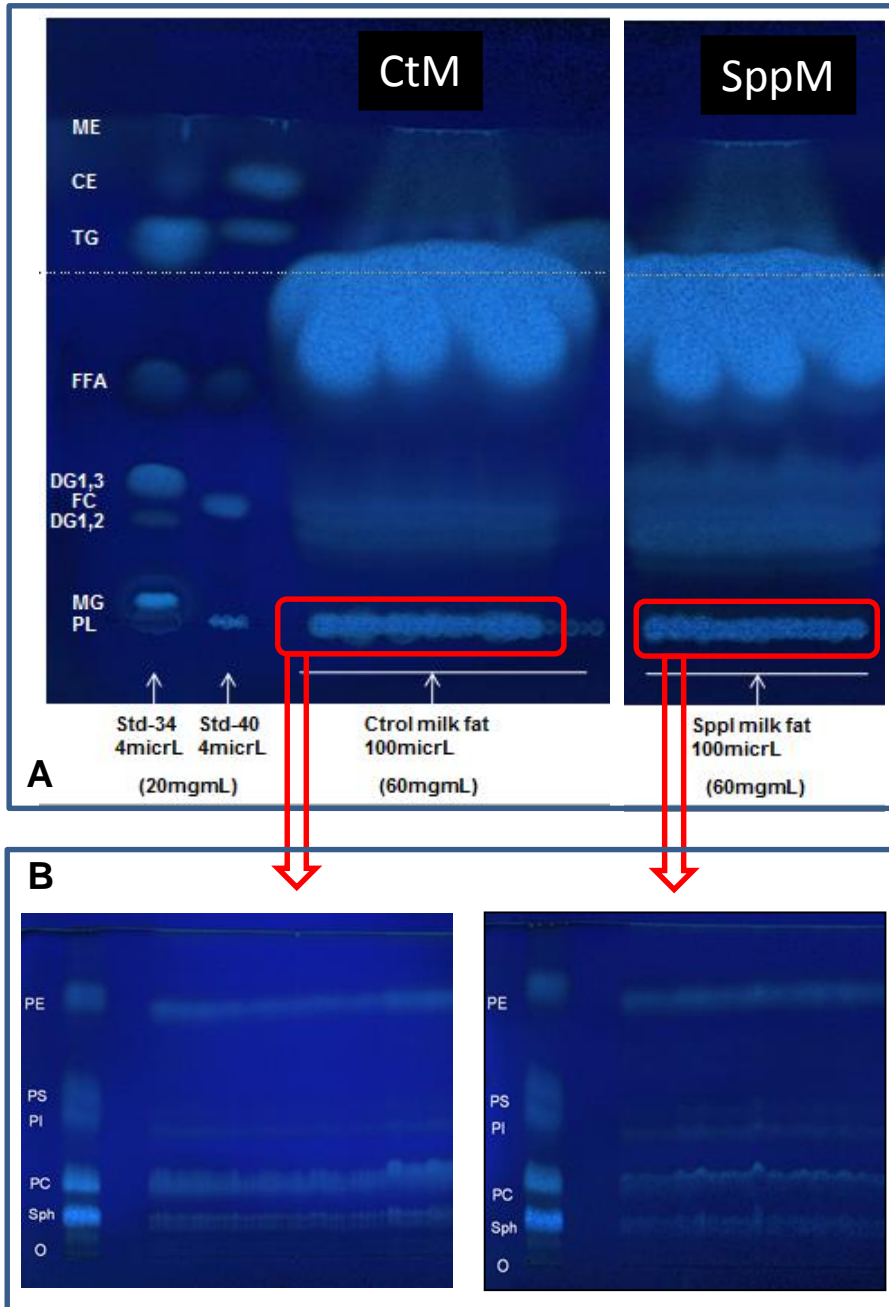 CtM
SppM
ME
CE
TG
FFA
DG1,3
FC
DG1,2
MG
PL
Std-34
4micrL
Std-40
4micrL
(20mgmL)
Ctrol milk fat
100micrL
(60mgmL)
Sppl milk fat
100micrL
(60mgmL)
A
B
PE
PS
PI
PC
Sph
O
PE
PS
PI
PC
Sph
O